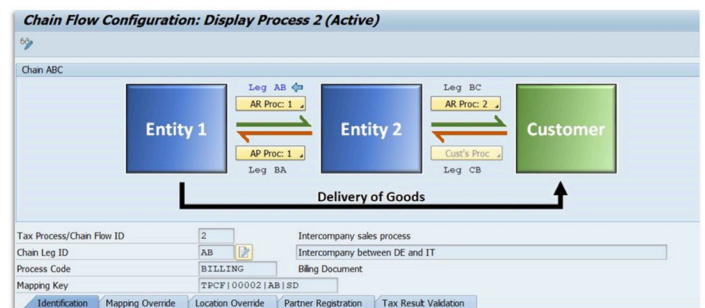 Chain Flow Configuration: Display Process 2 (Active)
Chain ABC
Leg AB
Leg BC
AR Proc: 1
AR Proc: 2
Entity 1
Entity 2
Customer
AP Proc: 1
Cust's Proc
Leg BA
Leg CB
Delivery of Goods
Tax Process/Chain Flow ID 2 Intercompany sales process
Chain Leg ID AB Intercompany between DE and IT
Process Code BILLING Billing Document
Mapping Key TPCF|00002|AB|SD
Identification Mapping Override Location Override Partner Registration Tax Result Validation